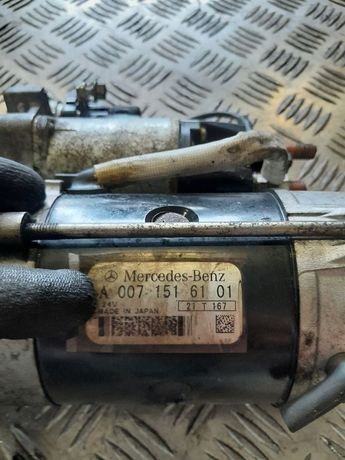 Mercedes-Benz
A 007 151 61 01
24V
21 T 167
MADE IN JAPAN